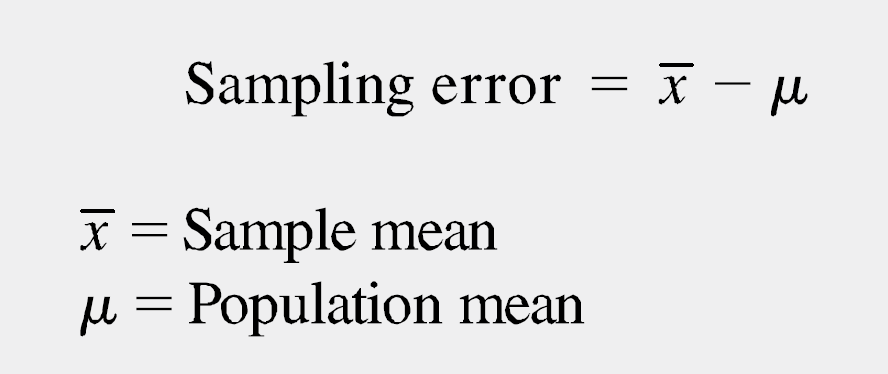 Sampling error = x̅ − μ
x̅ = Sample mean
μ = Population mean